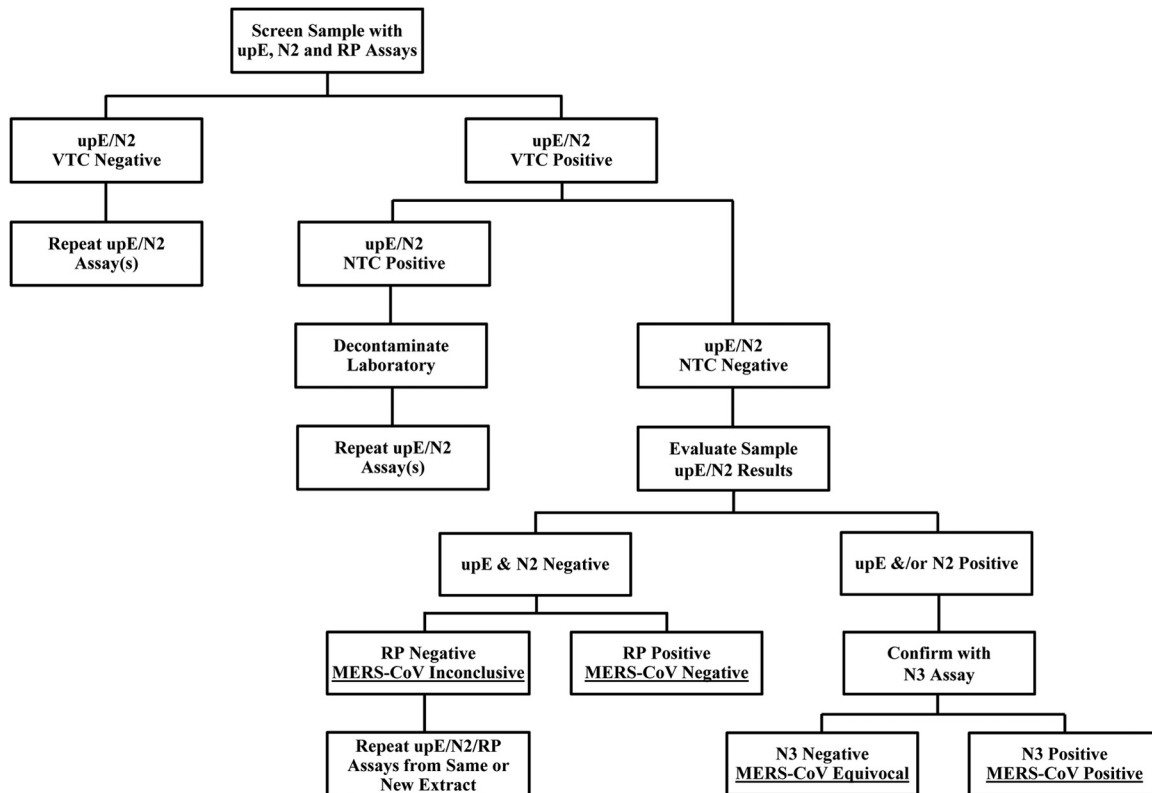 Screen Sample with
upE, N2 and RP Assays
upE/N2
VTC Negative
upE/N2
VTC Positive
Repeat upE/N2
Assay(s)
upE/N2
NTC Positive
Decontaminate
Laboratory
upE/N2
NTC Negative
Repeat upE/N2
Assay(s)
Evaluate Sample
upE/N2 Results
upE & N2 Negative
upE &/or N2 Positive
RP Negative
MERS-CoV Inconclusive
RP Positive
MERS-CoV Negative
Confirm with
N3 Assay
Repeat upE/N2/RP
Assays from Same or
New Extract
N3 Negative
MERS-CoV Equivocal
N3 Positive
MERS-CoV Positive